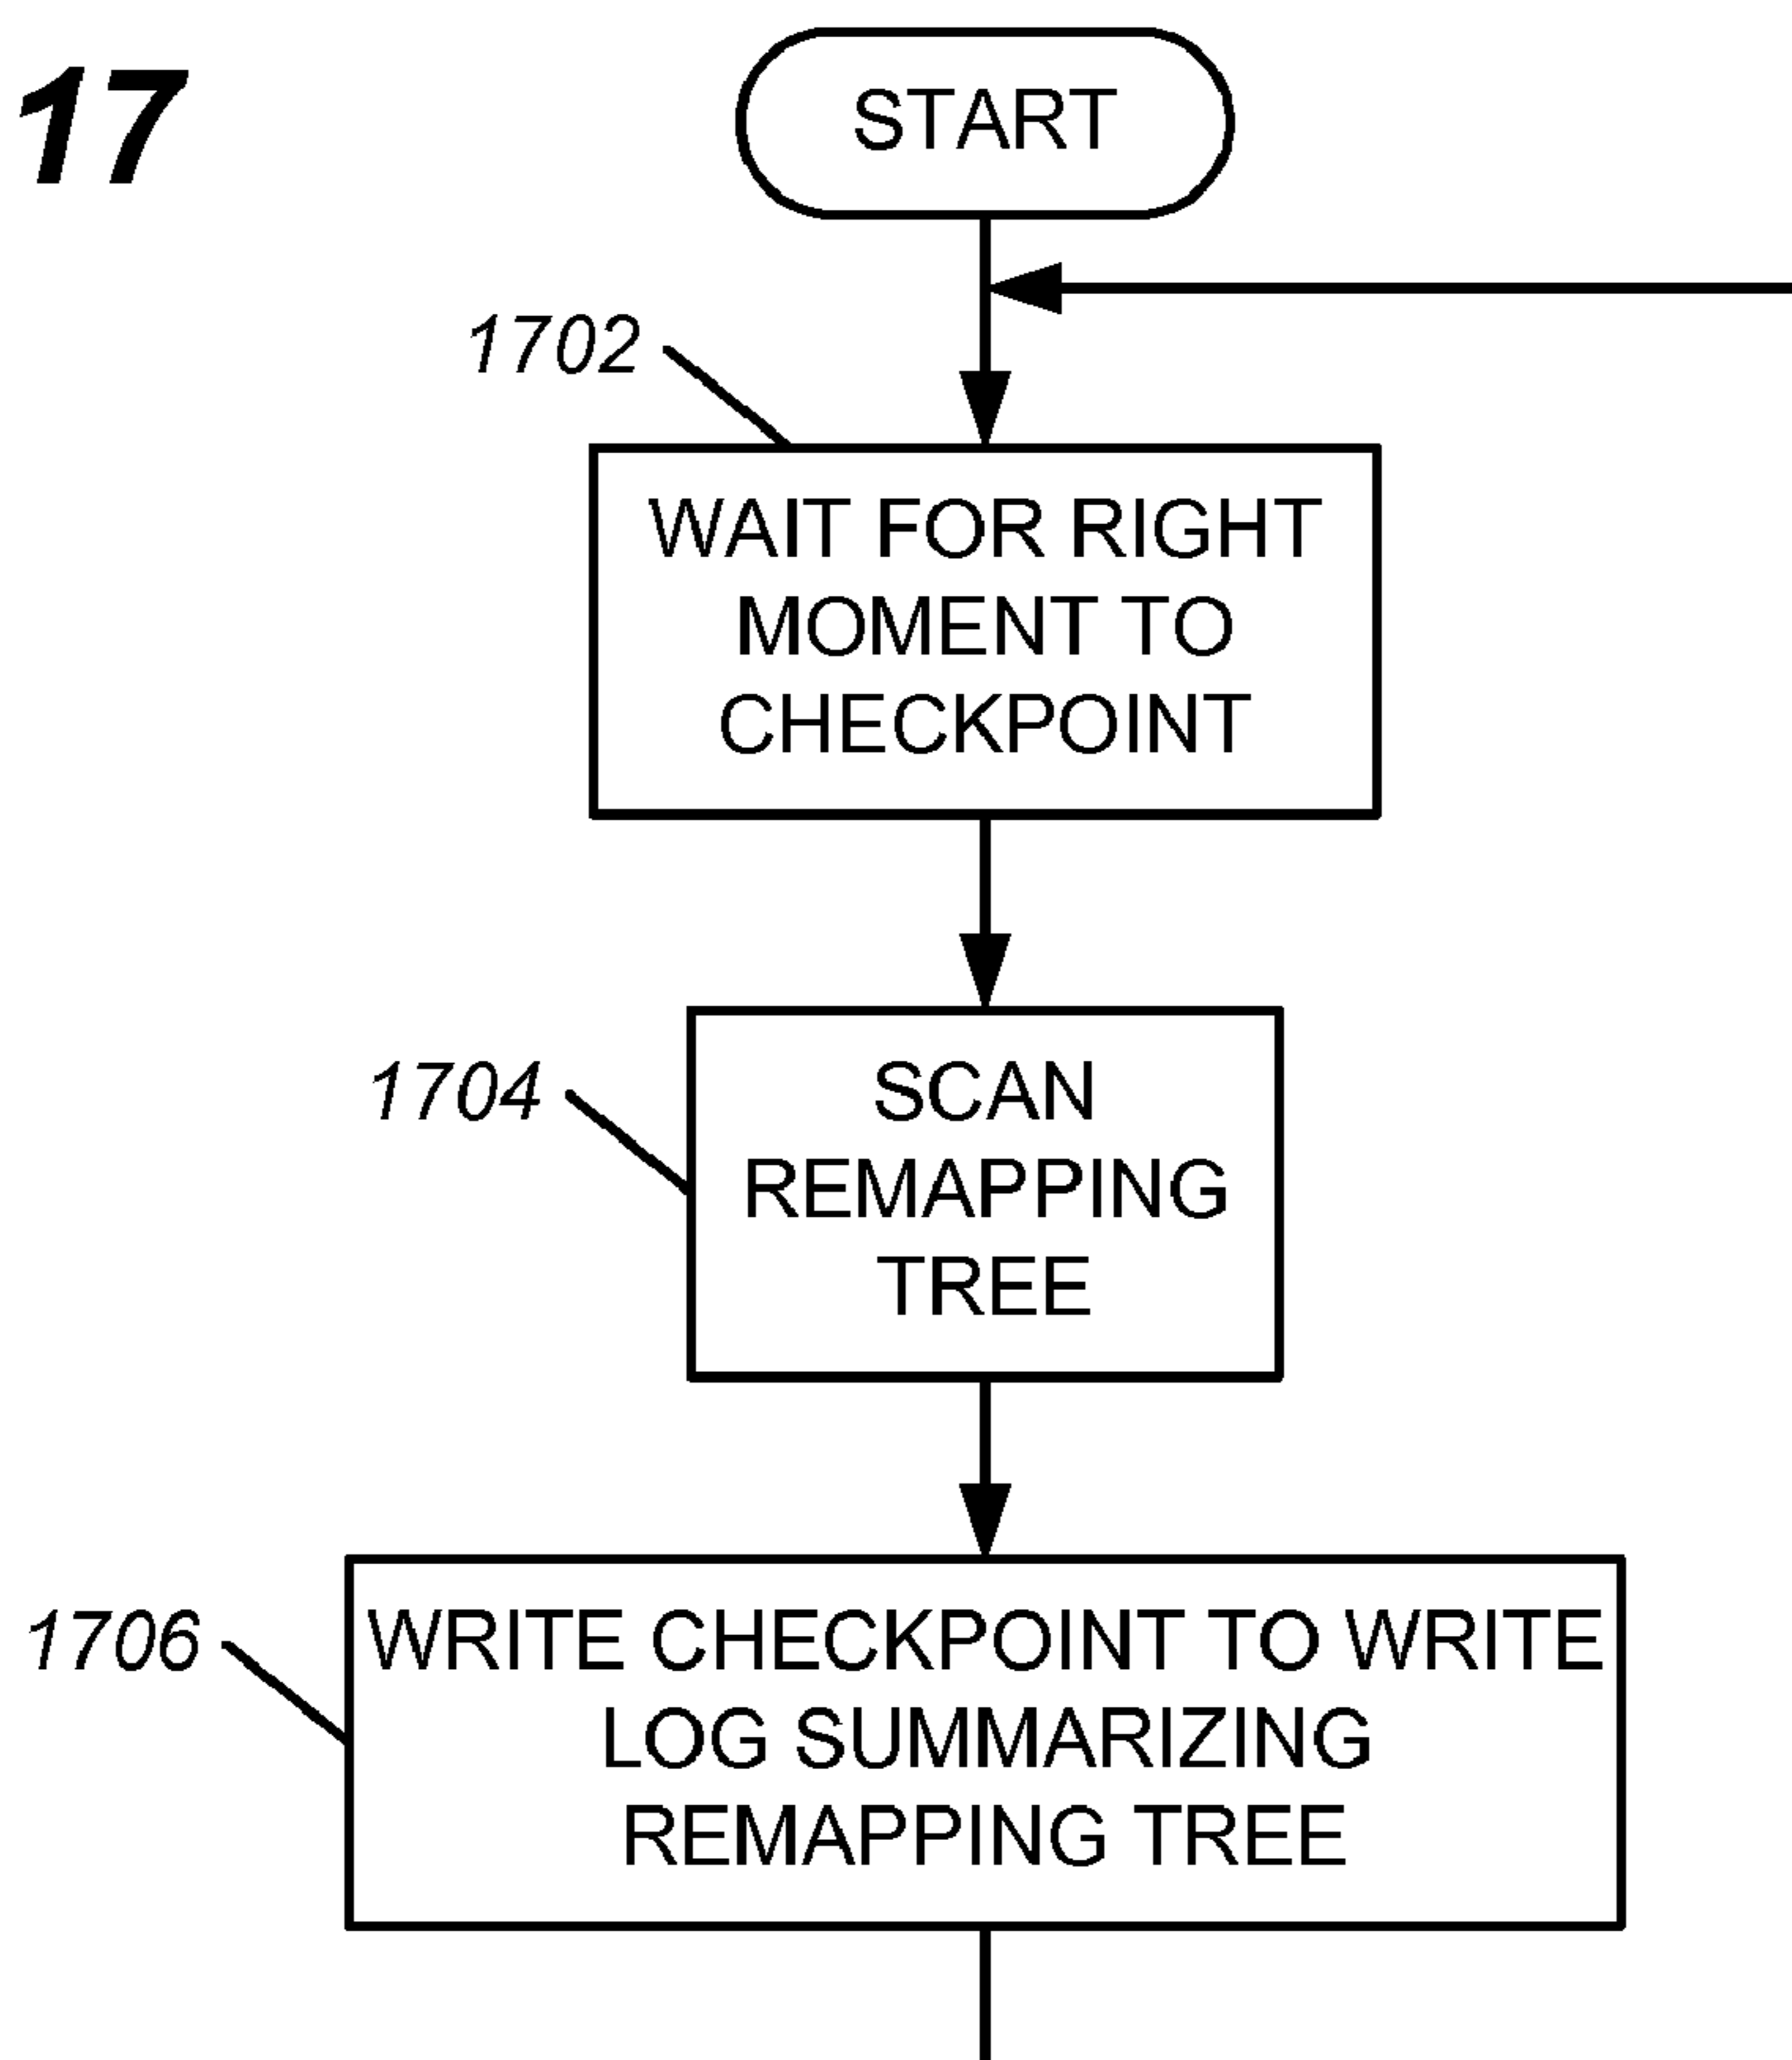 17
START
1702
WAIT FOR RIGHT
MOMENT TO
CHECKPOINT
1704
SCAN
REMAPPING
TREE
1706
WRITE CHECKPOINT TO WRITE
LOG SUMMARIZING
REMAPPING TREE